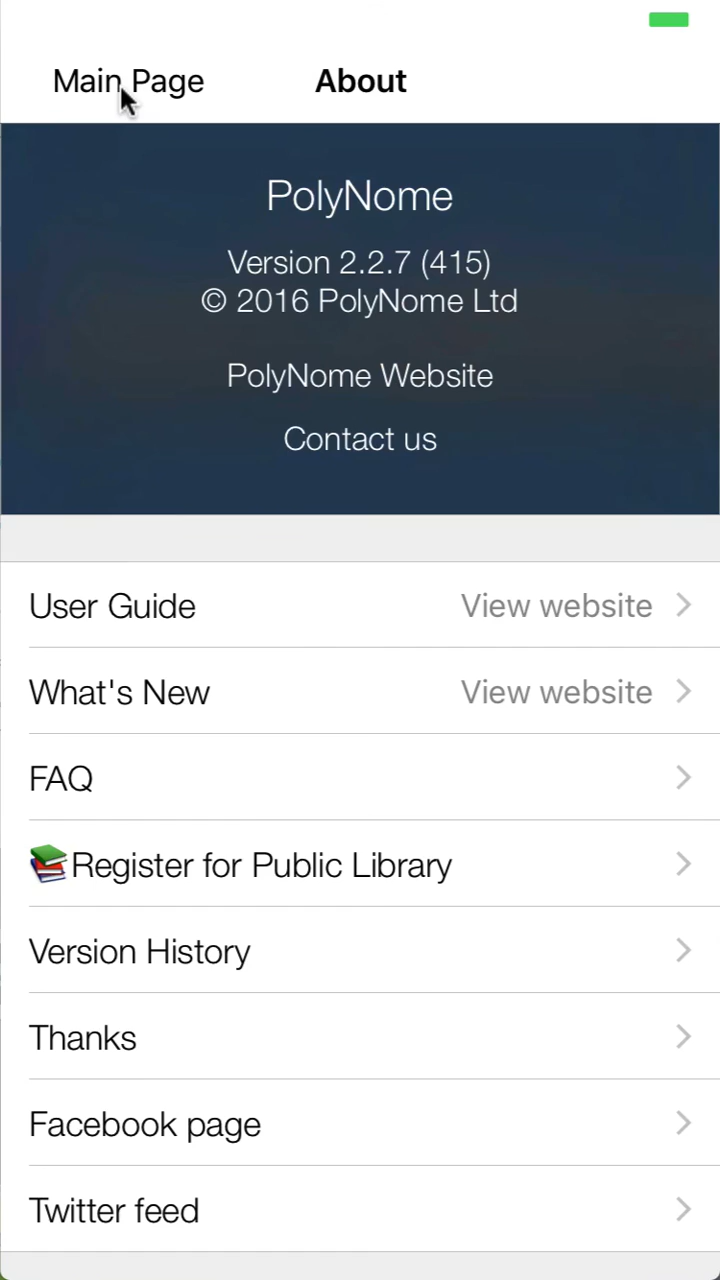 Main Page About
PolyNome
Version 2.2.7 (415)
© 2016 PolyNome Ltd
PolyNome Website
Contact us
User Guide View website
What's New View website
FAQ
Register for Public Library
Version History
Thanks
Facebook page
Twitter feed